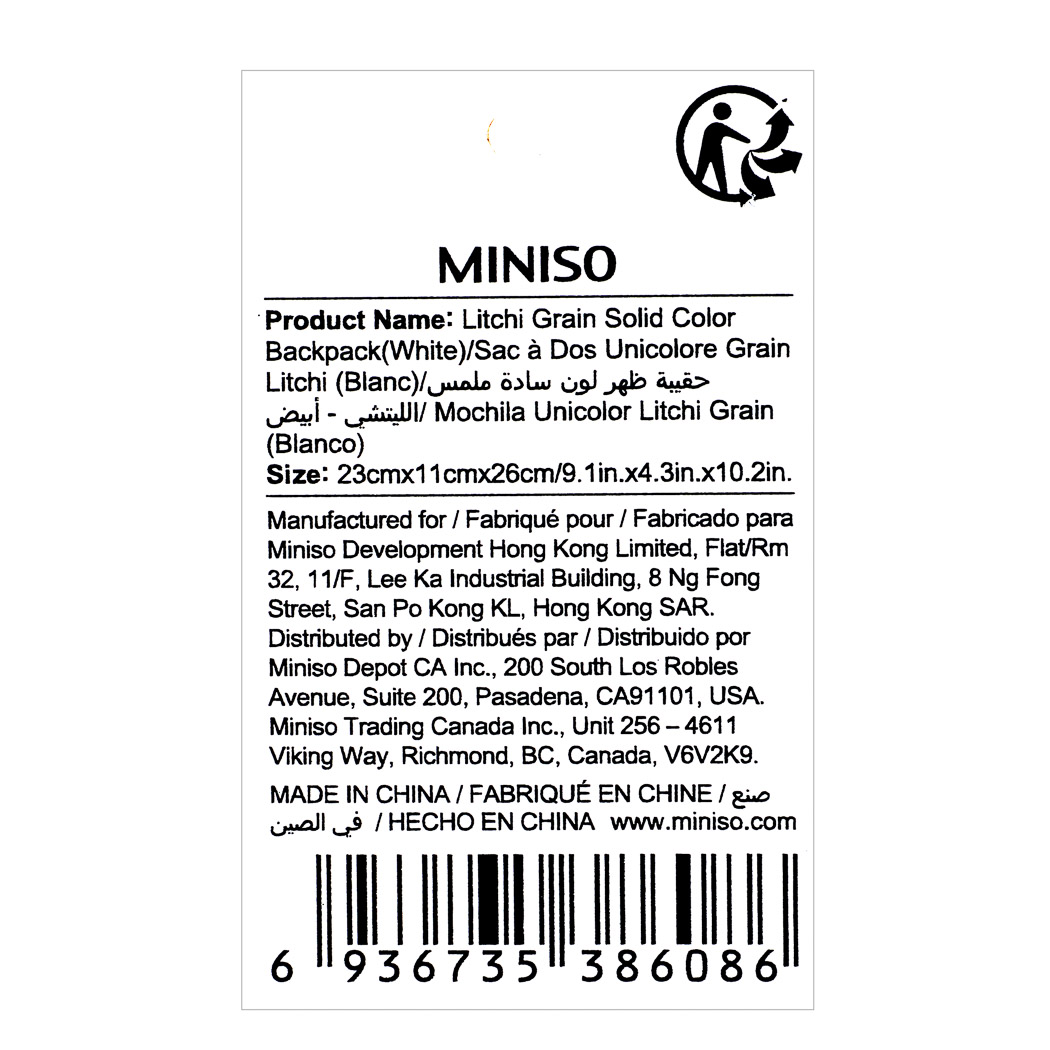 MINISO
Product Name: Litchi Grain Solid Color
Backpack(White)/Sac à Dos Unicolore Grain
Litchi (Blanc)/حقيبة ظهر لون سادة ملمس
الليتشي - أبيض/ Mochila Unicolor Litchi Grain
(Blanco)
Size: 23cmx11cmx26cm/9.1in.x4.3in.x10.2in.
Manufactured for / Fabriqué pour / Fabricado para
Miniso Development Hong Kong Limited, Flat/Rm
32, 11/F, Lee Ka Industrial Building, 8 Ng Fong
Street, San Po Kong KL, Hong Kong SAR.
Distributed by / Distribués par / Distribuido por
Miniso Depot CA Inc., 200 South Los Robles
Avenue, Suite 200, Pasadena, CA91101, USA.
Miniso Trading Canada Inc., Unit 256 – 4611
Viking Way, Richmond, BC, Canada, V6V2K9.
MADE IN CHINA / FABRIQUÉ EN CHINE / صنع
في الصين / HECHO EN CHINA www.miniso.com
6 936735 386086